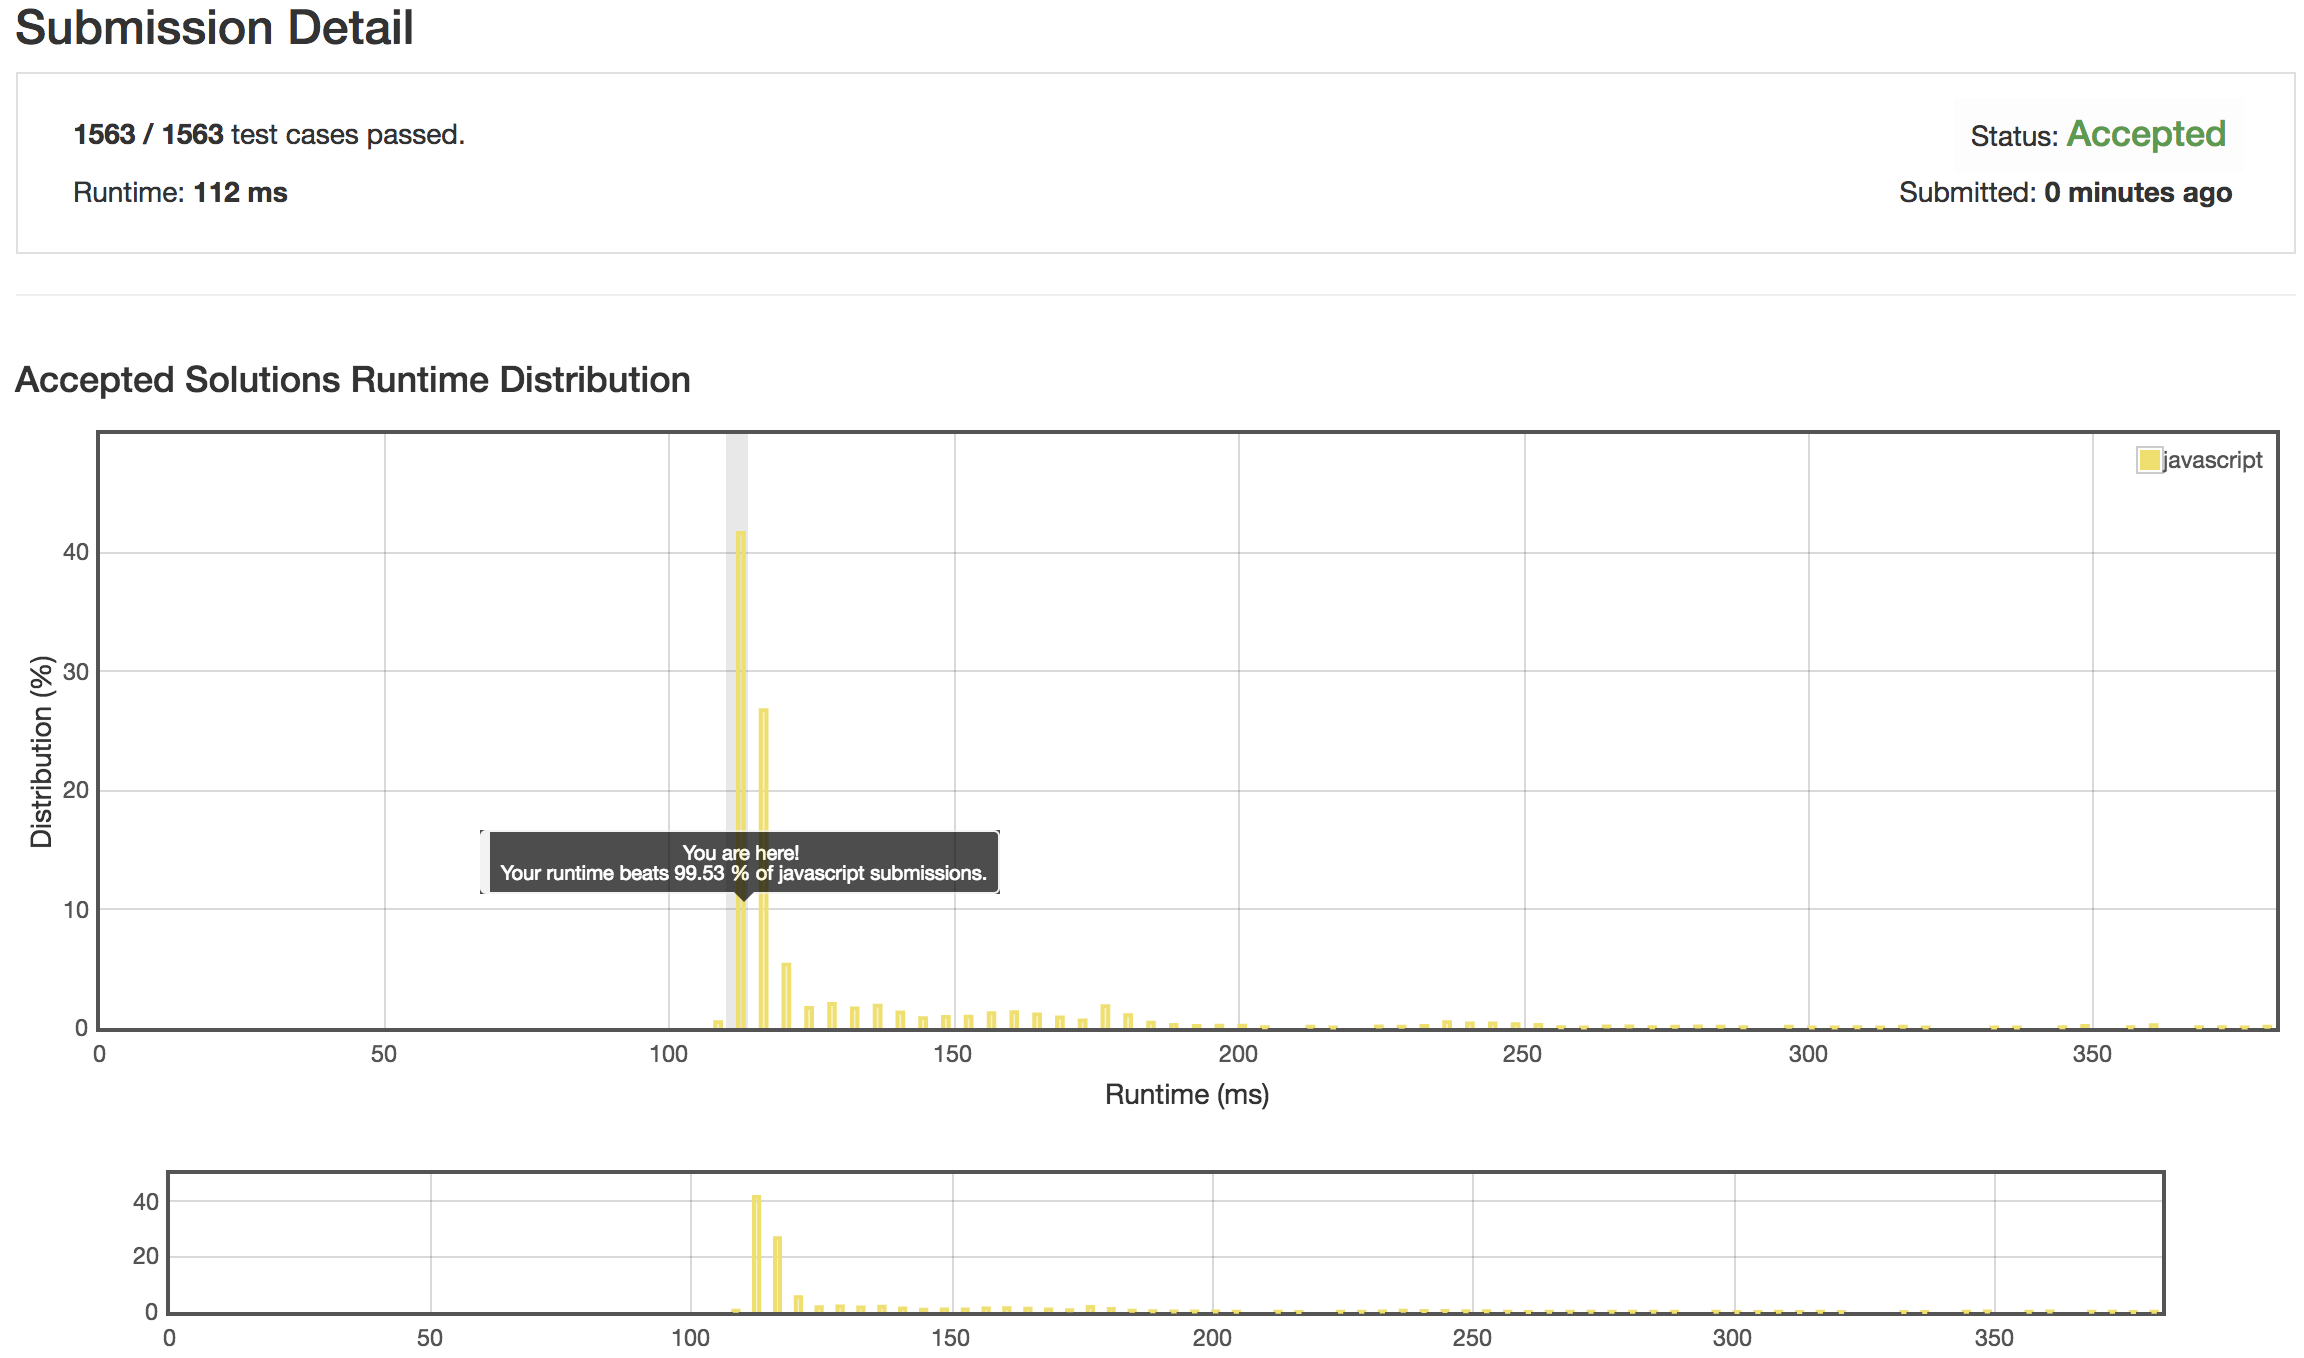 Submission Detail
1563 / 1563 test cases passed.
Status: Accepted
Runtime: 112 ms
Submitted: 0 minutes ago
Accepted Solutions Runtime Distribution
javascript
40
30
20
10
0
Distribution (%)
You are here!
Your runtime beats 99.53 % of javascript submissions.
0 50 100 150 200 250 300 350
Runtime (ms)
40
20
0
0 50 100 150 200 250 300 350